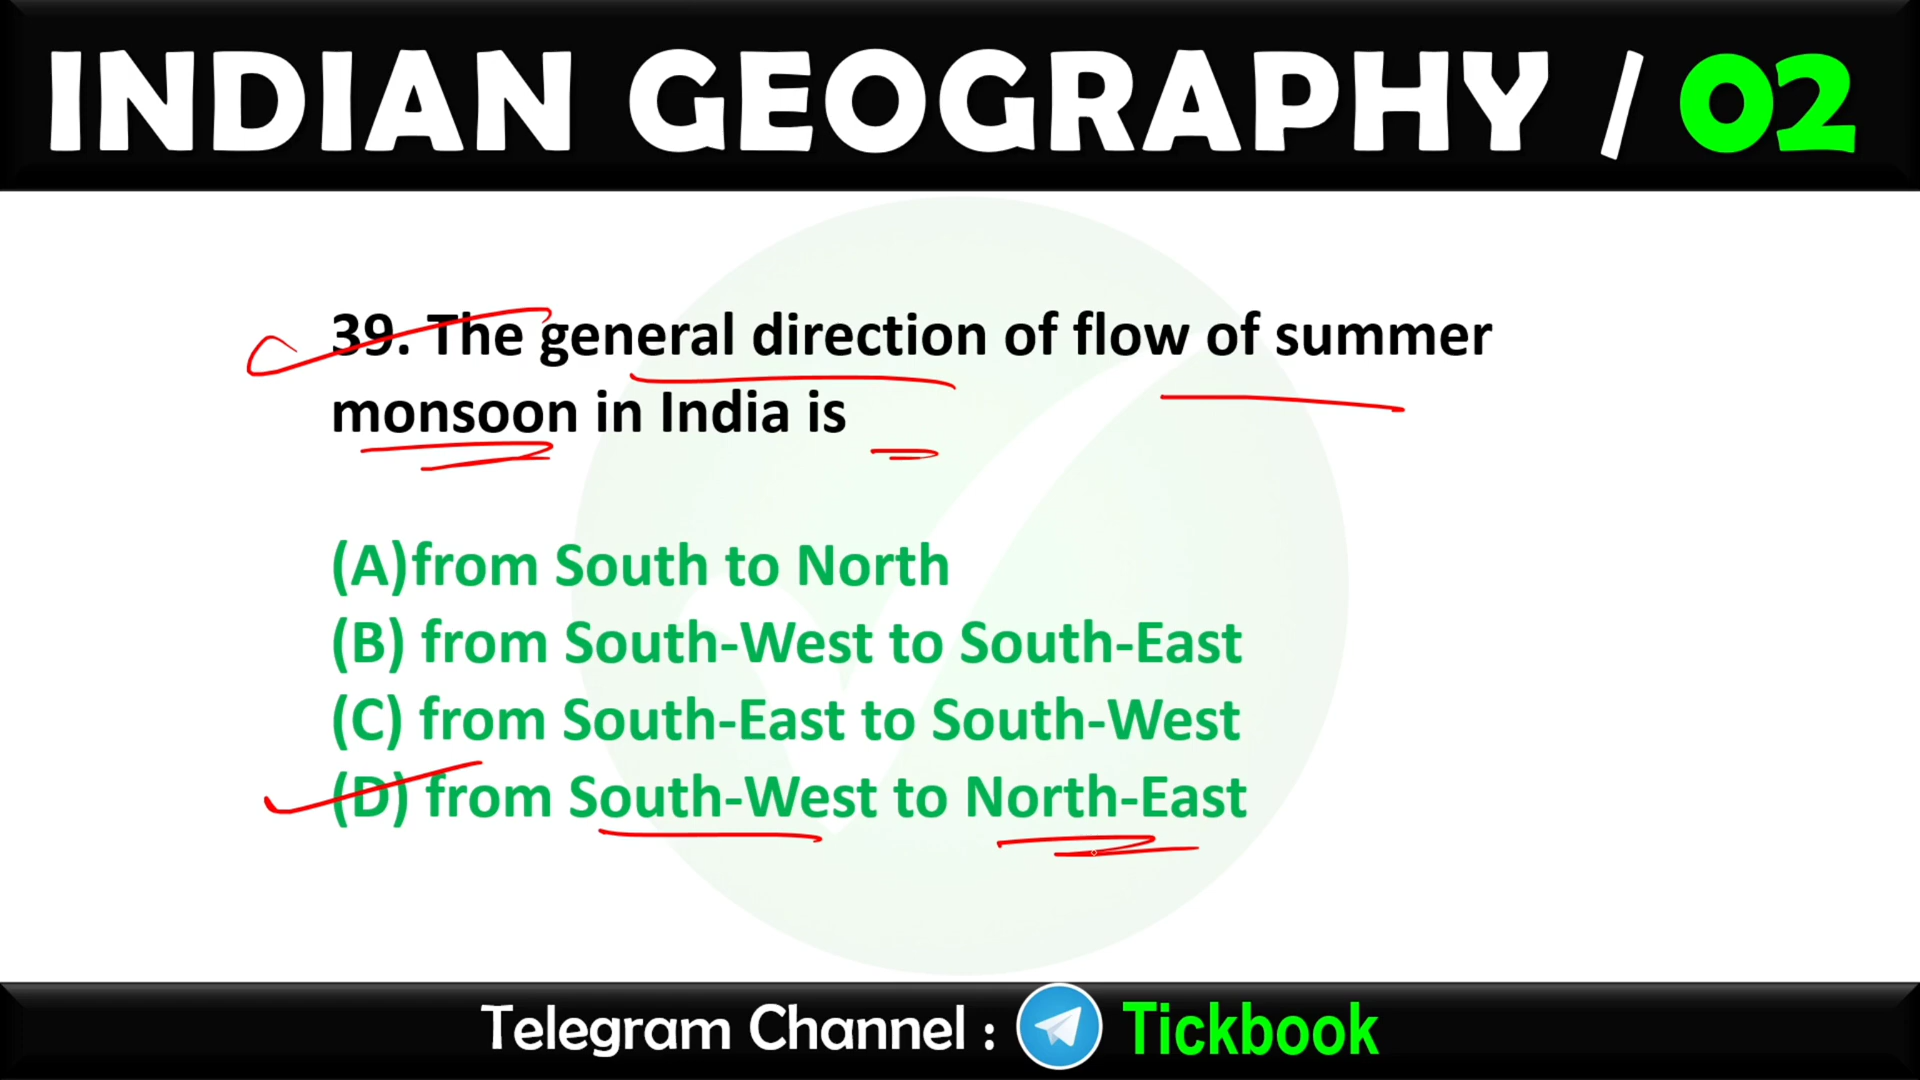 INDIAN GEOGRAPHY / 02
39. The general direction of flow of summer
monsoon in India is
(A)from South to North
(B) from South-West to South-East
(C) from South-East to South-West
(D) from South-West to North-East
Telegram Channel : Tickbook